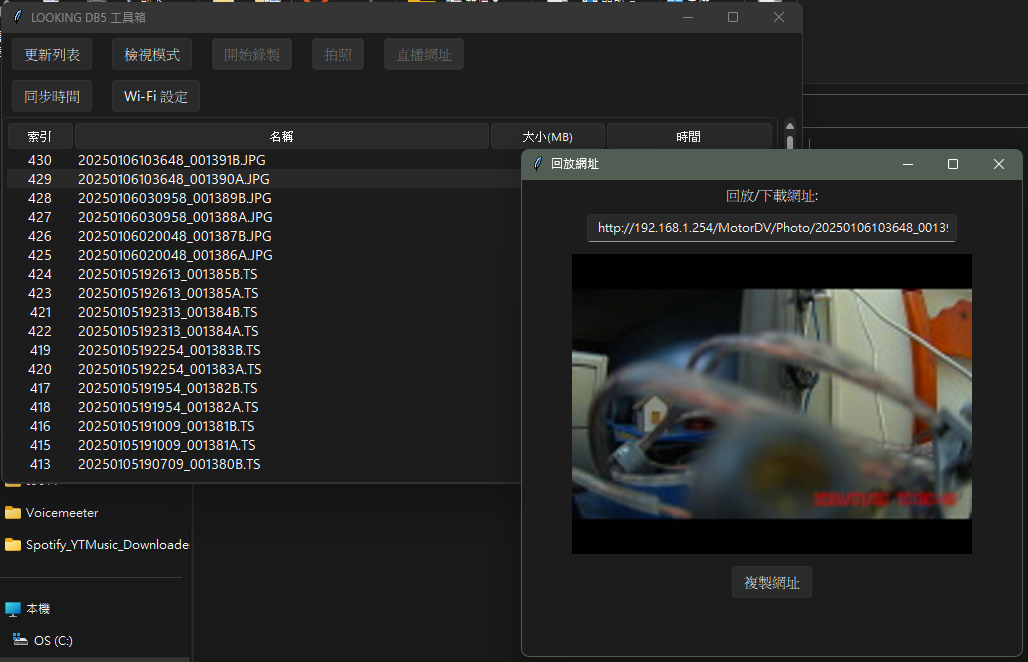 LOOKING DB5 工具箱
更新列表 檢視模式 開始錄製 拍照 直播網址
同步時間 Wi-Fi 設定
索引 名稱 大小(MB) 時間
430 20250106103648_001391B.JPG
429 20250106103648_001390A.JPG
428 20250106030958_001389B.JPG
427 20250106030958_001388A.JPG
426 20250106020048_001387B.JPG
425 20250106020048_001386A.JPG
424 20250105192613_001385B.TS
423 20250105192613_001385A.TS
421 20250105192313_001384B.TS
422 20250105192313_001384A.TS
419 20250105192254_001383B.TS
420 20250105192254_001383A.TS
417 20250105191954_001382B.TS
418 20250105191954_001382A.TS
416 20250105191009_001381B.TS
415 20250105191009_001381A.TS
413 20250105190709_001380B.TS
回放網址
回放/下載網址:
http://192.168.1.254/MotorDV/Photo/20250106103648_00139
複製網址
Voicemeeter
Spotify_YTMusic_Downloade
本機
OS (C:)